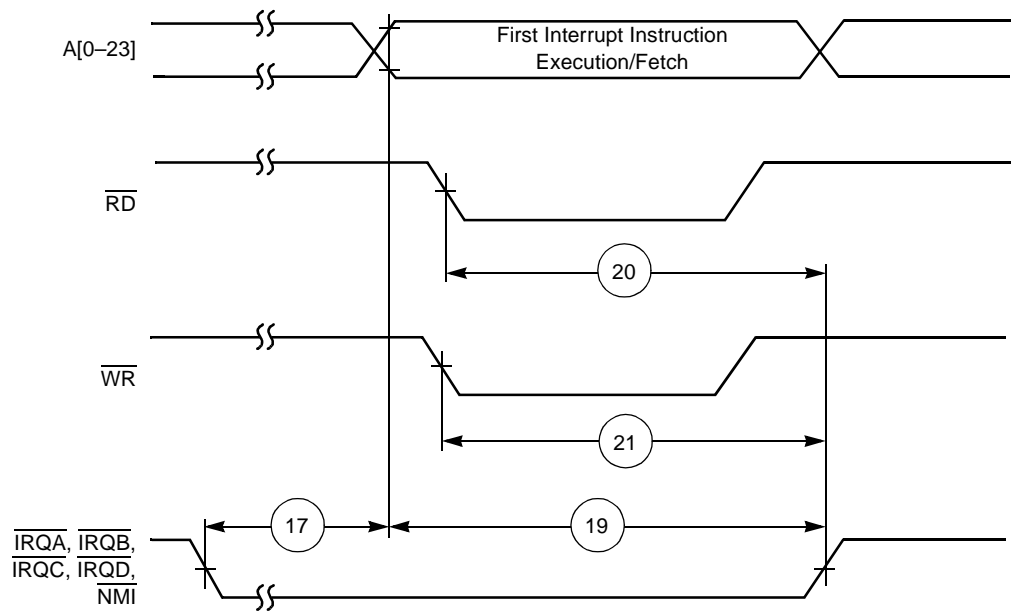 A[0–23]
First Interrupt Instruction
Execution/Fetch
RD
20
WR
21
17
19
IRQA, IRQB,
IRQC, IRQD,
NMI